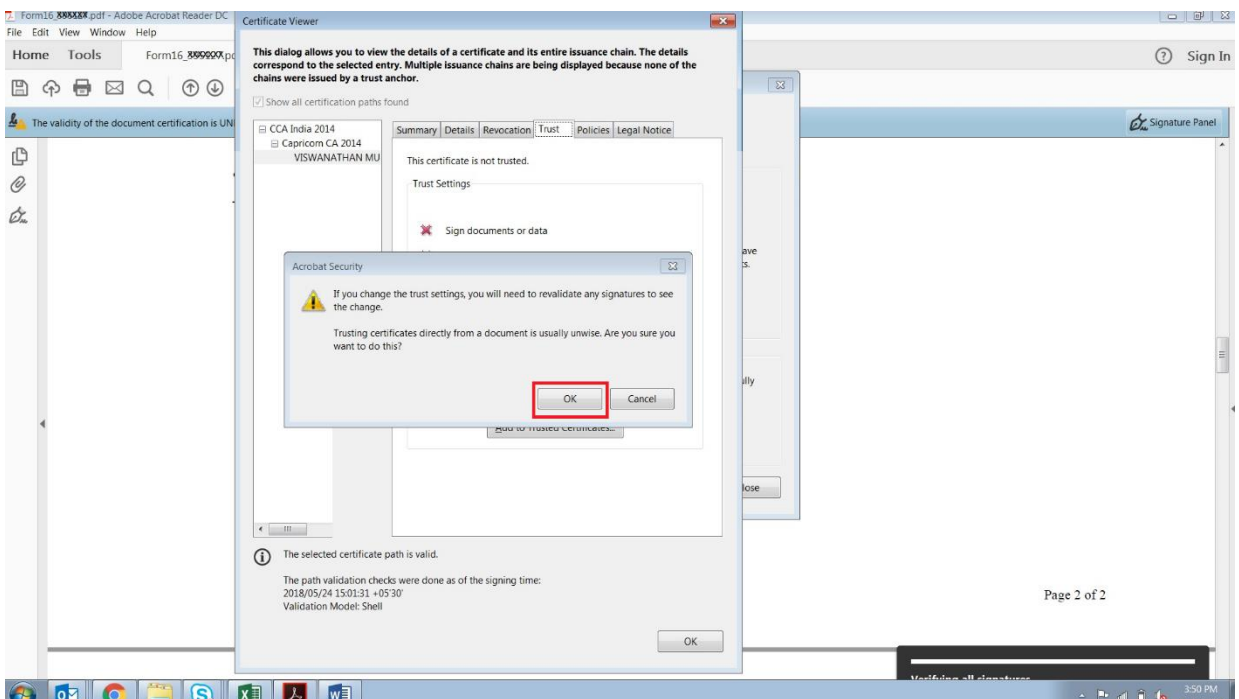 Form16_ .pdf - Adobe Acrobat Reader DC
File Edit View Window Help
Home Tools Form16_
Sign In
The validity of the document certification is UN
Signature Panel
Certificate Viewer
This dialog allows you to view the details of a certificate and its entire issuance chain. The details
correspond to the selected entry. Multiple issuance chains are being displayed because none of the
chains were issued by a trust anchor.
Show all certification paths found
CCA India 2014
Capricorn CA 2014
VISWANATHAN MU
Summary Details Revocation Trust Policies Legal Notice
This certificate is not trusted.
Trust Settings
Sign documents or data
ave
s.
Acrobat Security
If you change the trust settings, you will need to revalidate any signatures to see
the change.
Trusting certificates directly from a document is usually unwise. Are you sure you
want to do this?
OK Cancel
ully
Add to Trusted Certificates...
lose
The selected certificate path is valid.
The path validation checks were done as of the signing time:
2018/05/24 15:01:31 +05'30'
Validation Model: Shell
OK
Page 2 of 2
Verifying all signatures
3:50 PM